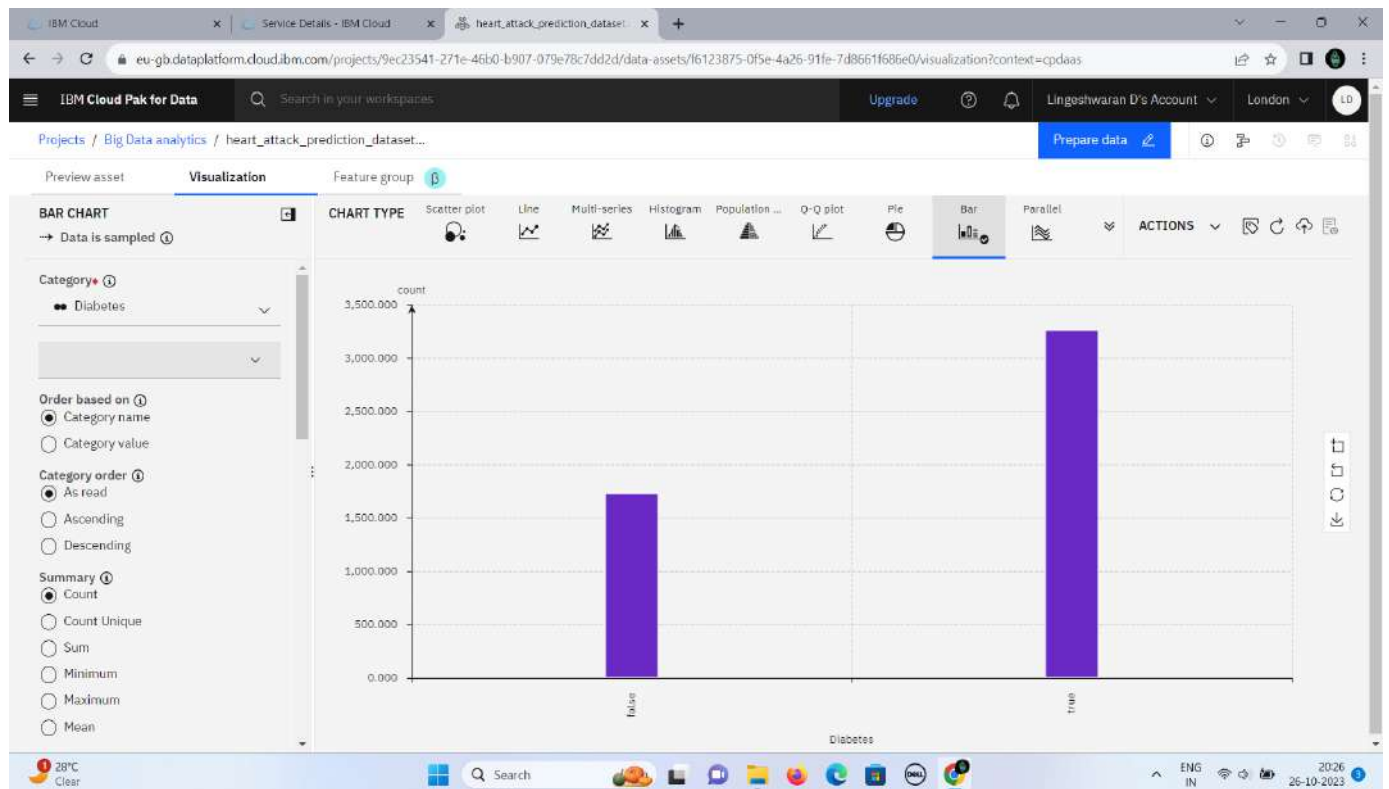 IBM Cloud
Service Details - IBM Cloud
heart_attack_prediction_dataset
eu-gb.dataplatform.cloud.ibm.com/projects/9ec23541-271e-46b0-b907-079e78c7dd2d/data-assets/f6123875-0f5e-4a26-91fe-7d8661f686e0/visualization?context=cpdaas
IBM Cloud Pak for Data
Search in your workspaces
Upgrade
Lingeshwaran D's Account
London
LD
Projects / Big Data analytics / heart_attack_prediction_dataset...
Prepare data
Preview asset
Visualization
Feature group β
BAR CHART
Data is sampled
CHART TYPE
Scatter plot
Line
Multi-series
Histogram
Population ...
Q-Q plot
Pie
Bar
Parallel
ACTIONS
Category
Diabetes
Order based on
Category name
Category value
Category order
As read
Ascending
Descending
Summary
Count
Count Unique
Sum
Minimum
Maximum
Mean
count
3,500.000
3,000.000
2,500.000
2,000.000
1,500.000
1,000.000
500.000
0.000
false
true
Diabetes
1
28°C
Clear
Search
DELL
ENG
IN
20:26
26-10-2023
3